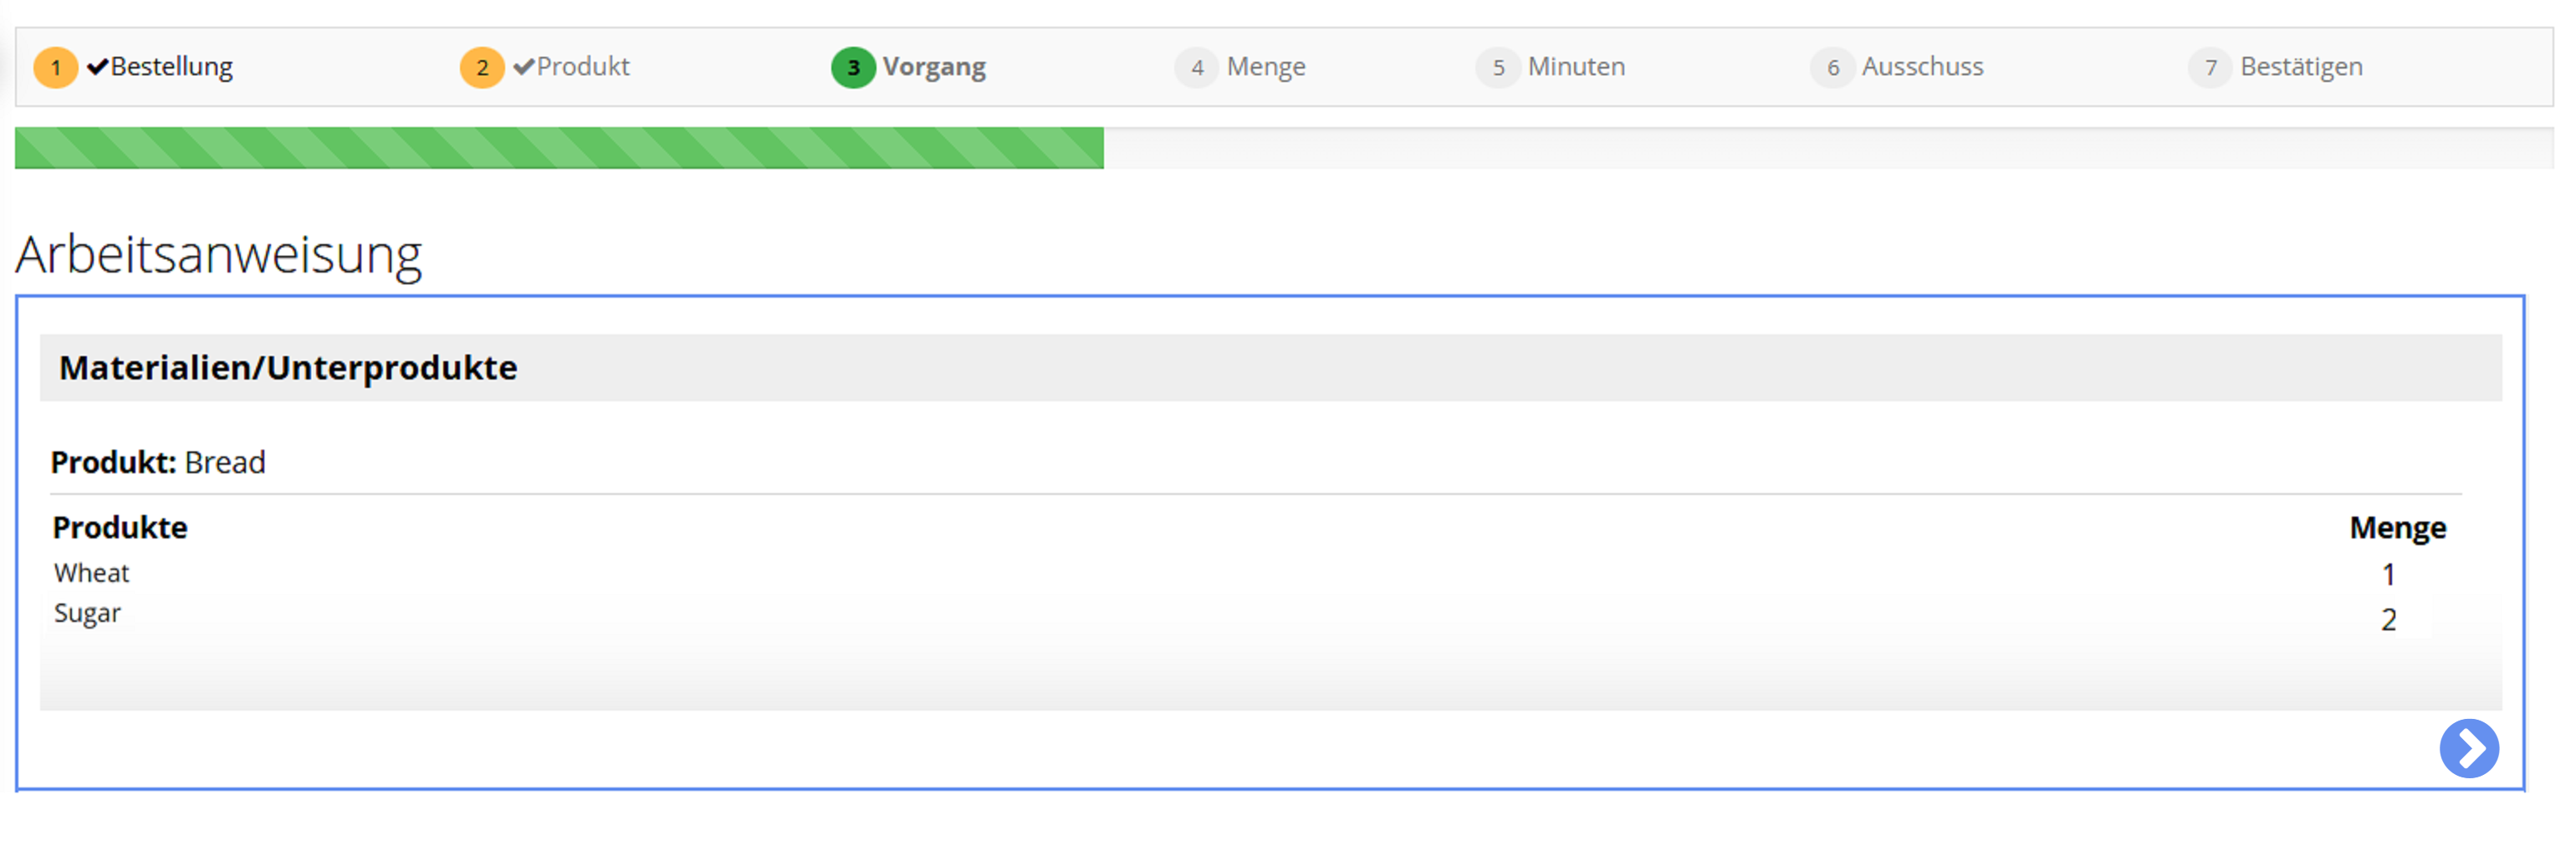 1 Bestellung 2 Produkt 3 Vorgang 4 Menge 5 Minuten 6 Ausschuss 7 Bestätigen
Arbeitsanweisung
Materialien/Unterprodukte
Produkt: Bread
Produkte Menge
Wheat 1
Sugar 2